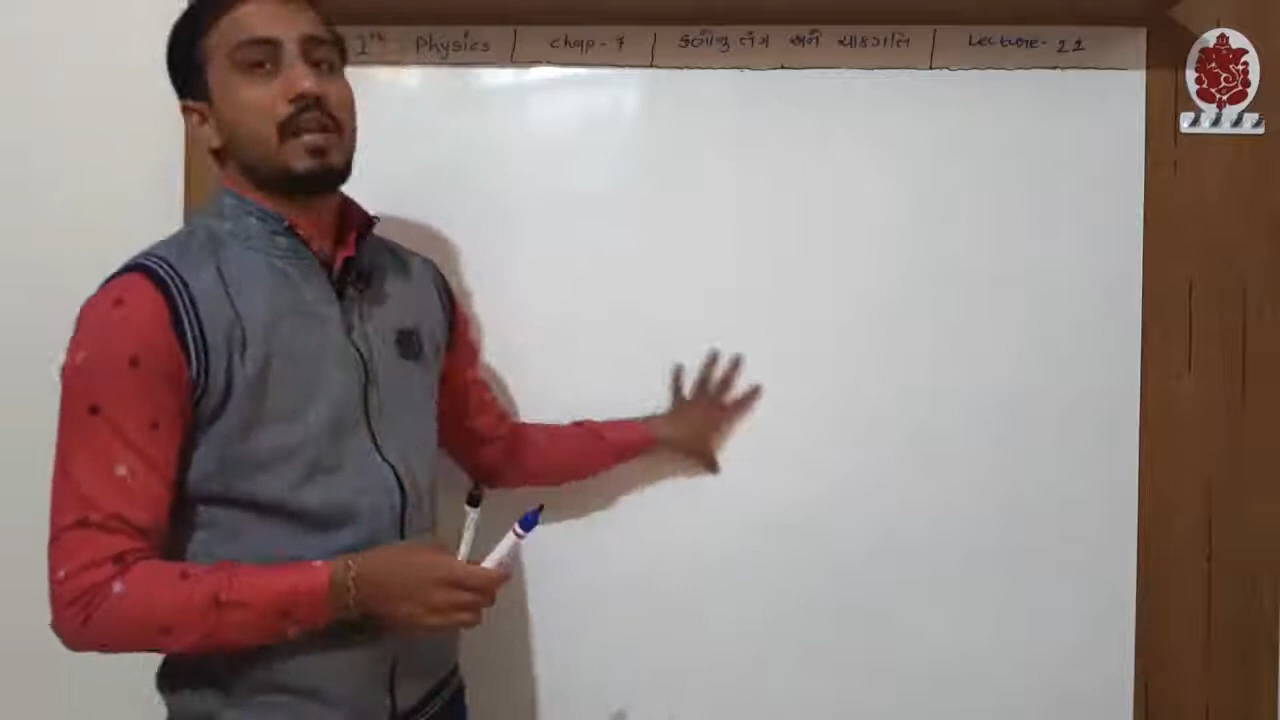 1th Physics | Chap - 7 | કણોનું તંત્ર અને ચાકગતિ | Lecture - 22